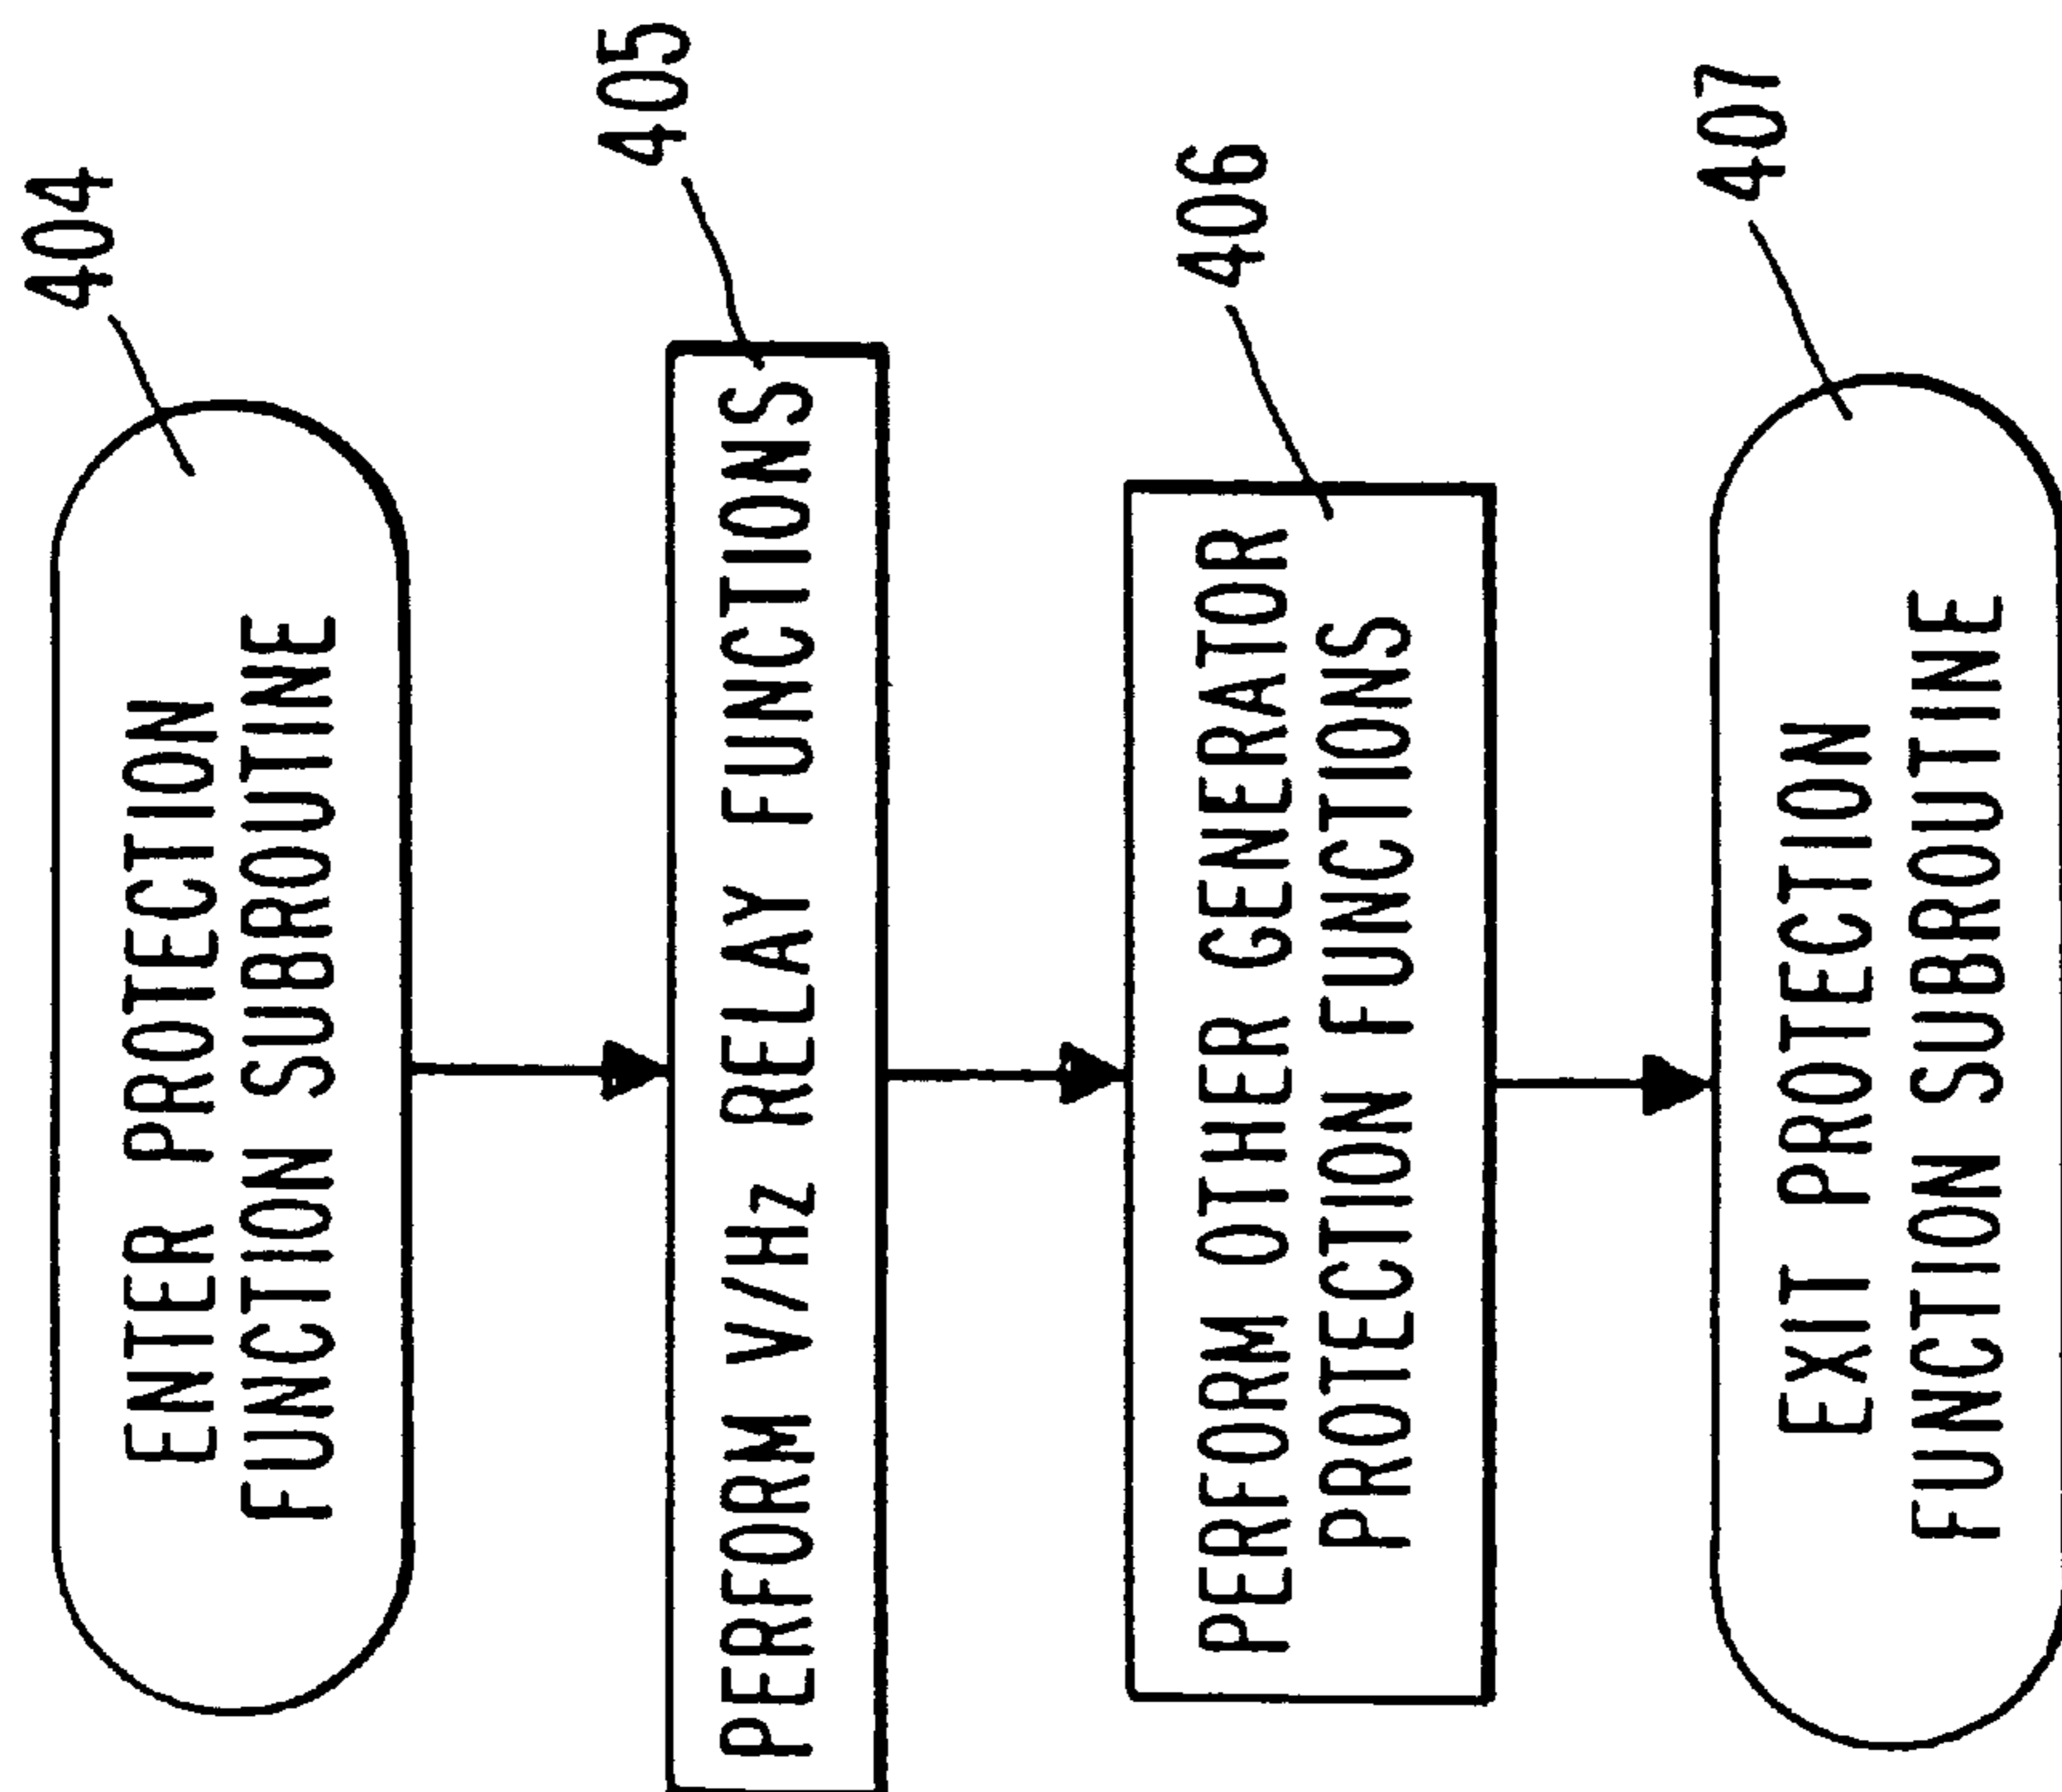 404
ENTER PROTECTION
FUNCTION SUBROUTINE
405
PERFORM V//Hz RELAY FUNCTIONS
406
PERFORM OTHER GENERATOR
PROTECTION FUNCTIONS
407
EXIT PROTECTION
FUNCTION SUBROUTINE